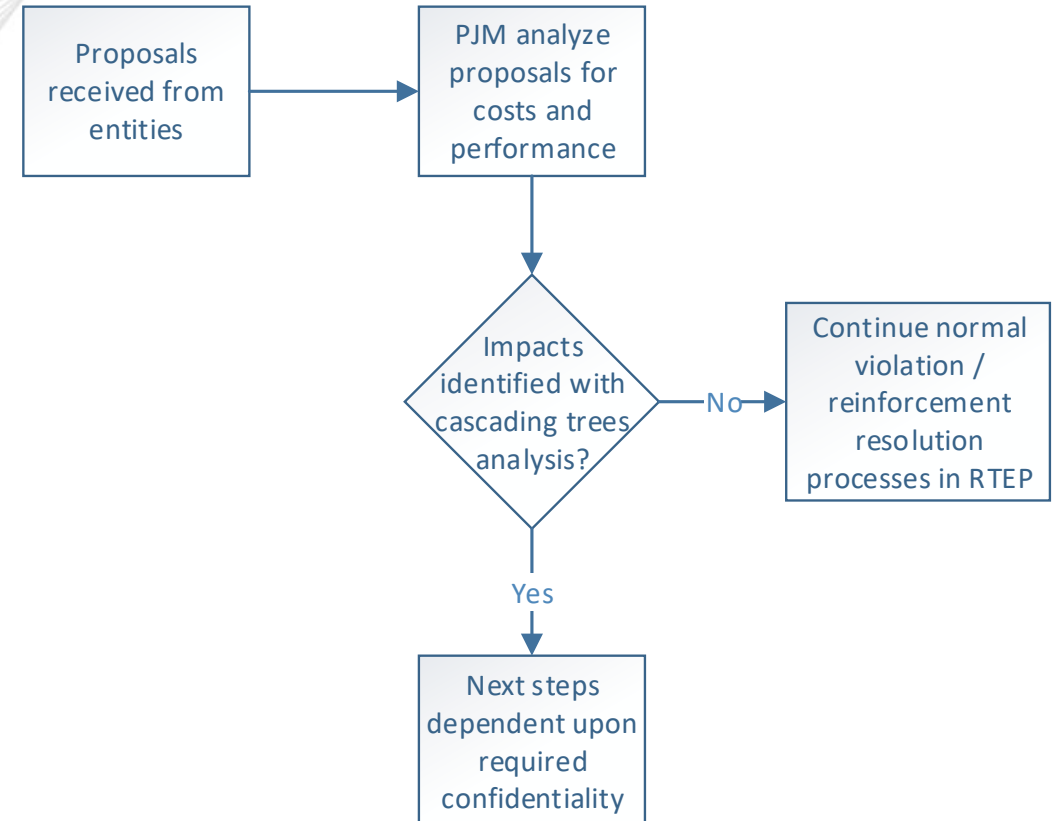 Proposals
received from
entities
PJM analyze
proposals for
costs and
performance
Impacts
identified with
cascading trees
analysis?
No
Continue normal
violation /
reinforcement
resolution
processes in RTEP
Yes
Next steps
dependent upon
required
confidentiality